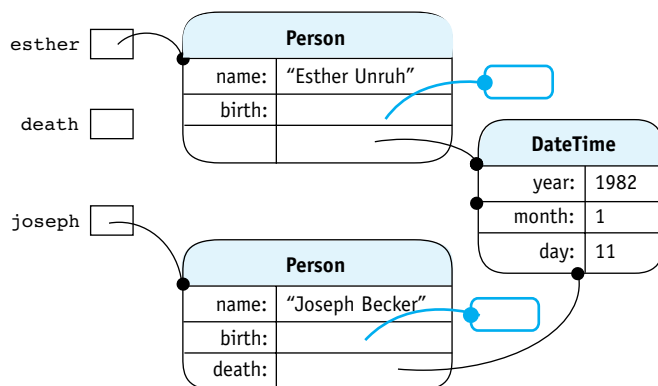 esther
Person
name: "Esther Unruh"
birth:
death
DateTime
year: 1982
month: 1
day: 11
joseph
Person
name: "Joseph Becker"
birth:
death: